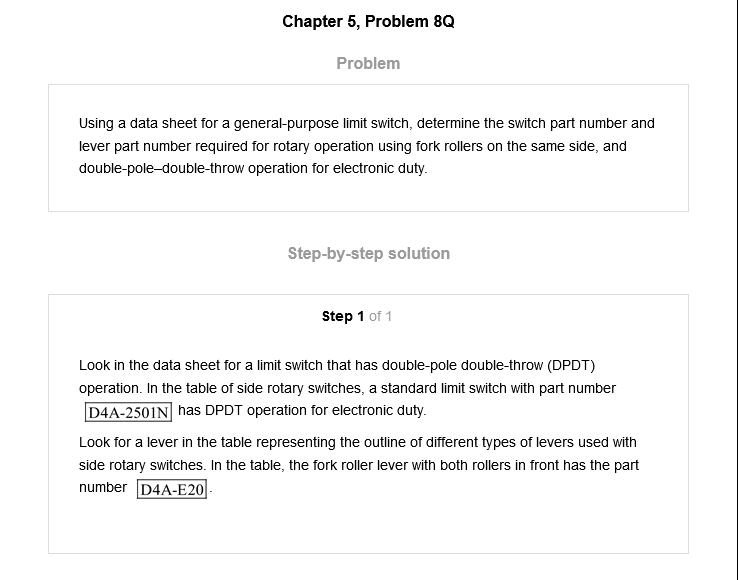 Chapter 5, Problem 8Q
Problem
Using a data sheet for a general-purpose limit switch, determine the switch part number and
lever part number required for rotary operation using fork rollers on the same side, and
double-pole–double-throw operation for electronic duty.
Step-by-step solution
Step 1 of 1
Look in the data sheet for a limit switch that has double-pole double-throw (DPDT)
operation. In the table of side rotary switches, a standard limit switch with part number
D4A-2501N has DPDT operation for electronic duty.
Look for a lever in the table representing the outline of different types of levers used with
side rotary switches. In the table, the fork roller lever with both rollers in front has the part
number D4A-E20.